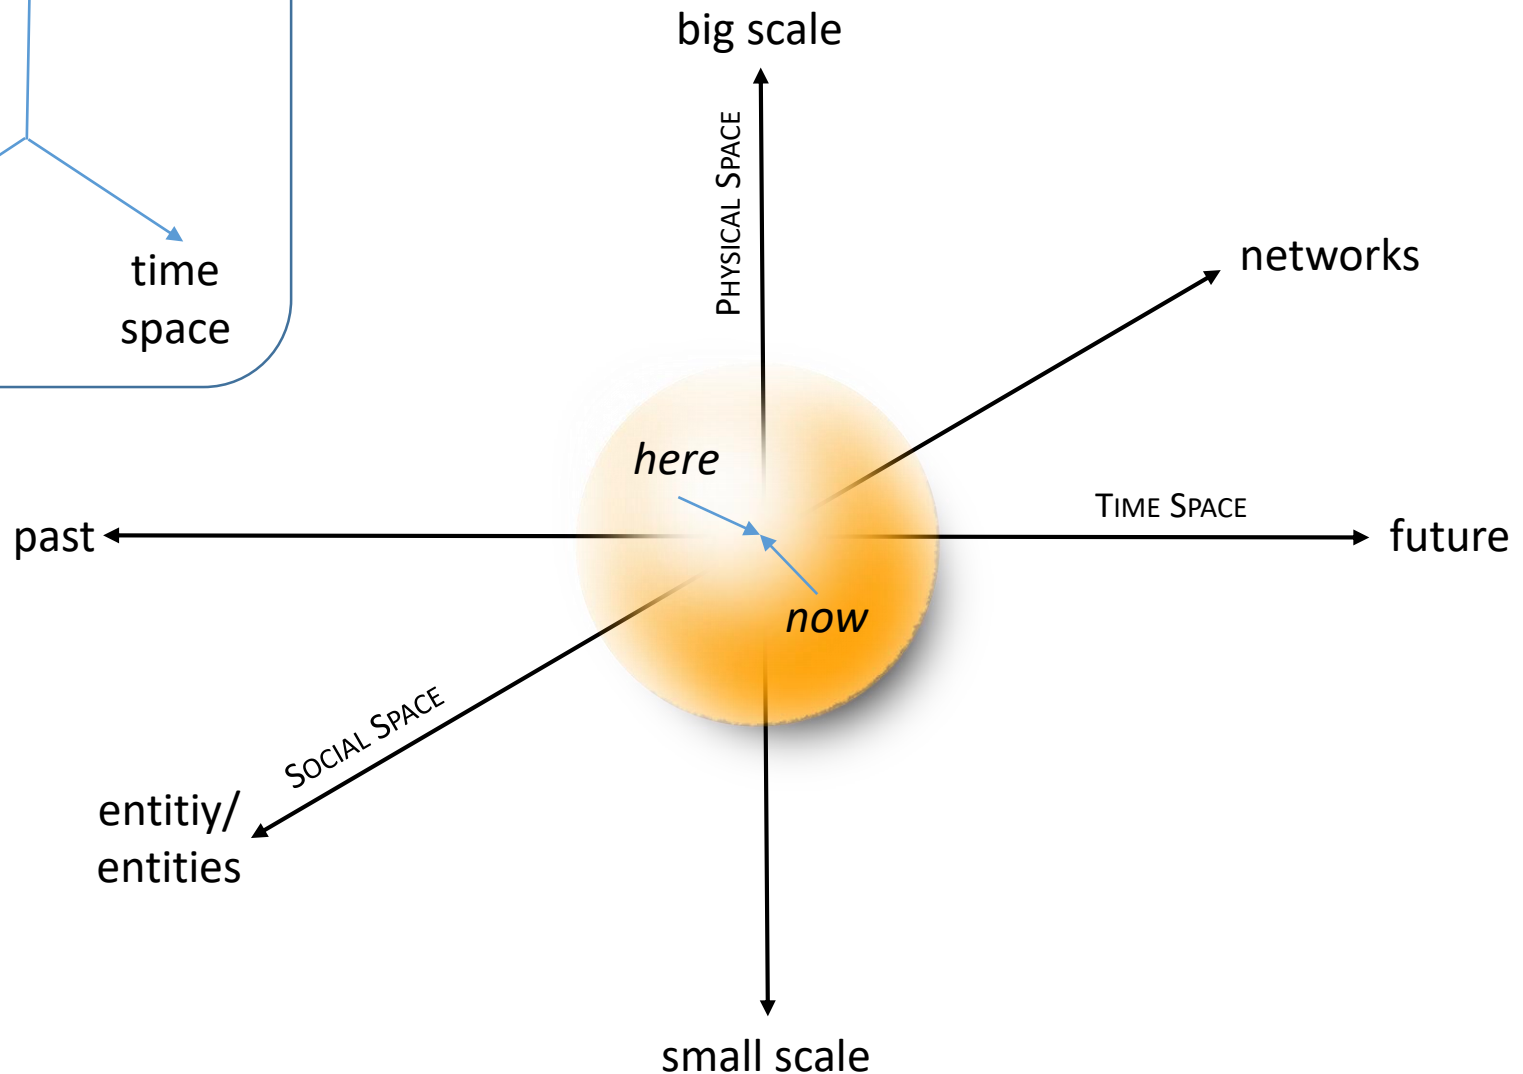 big scale
PHYSICAL SPACE
networks
time
space
here
TIME SPACE
past
future
now
SOCIAL SPACE
entitiy/
entities
small scale